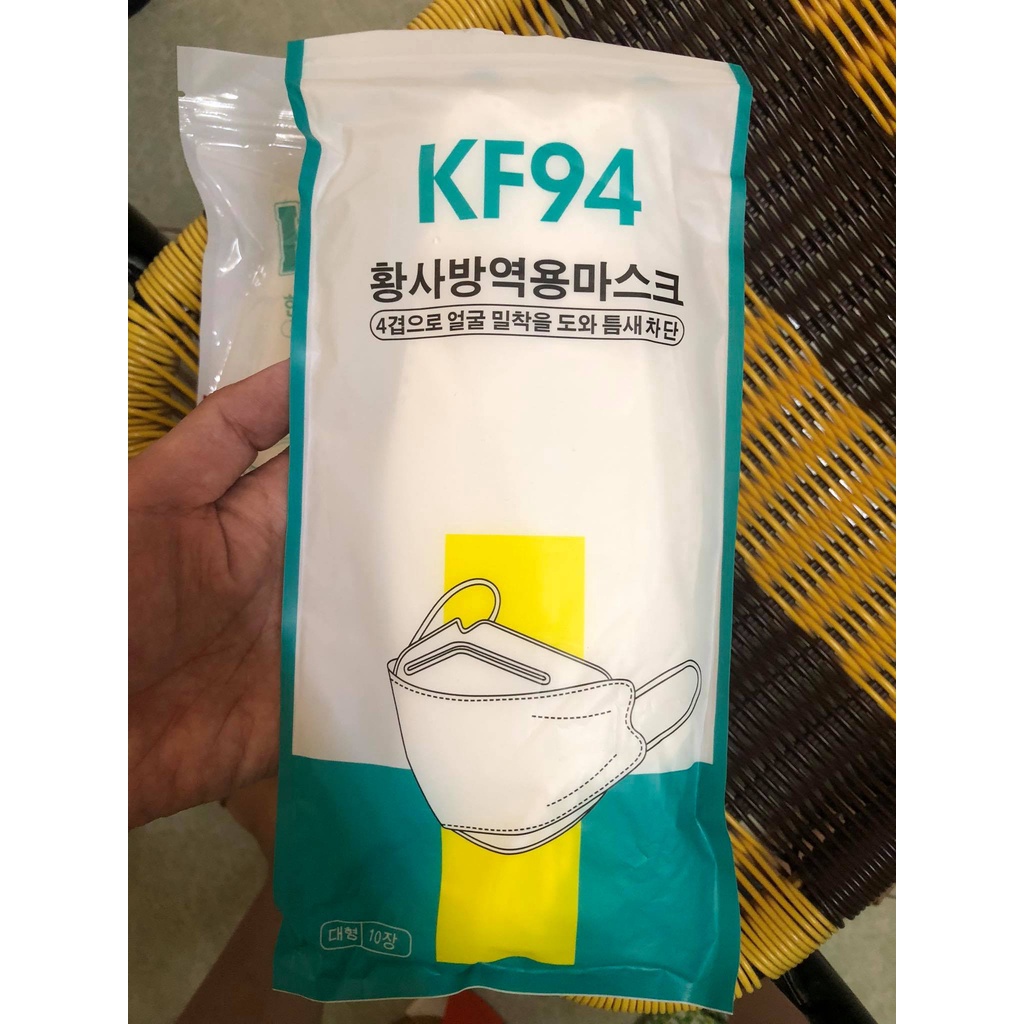 KF94
황사방역용마스크
4겹으로 얼굴 밀착을 도와 틈새차단
대형 10장